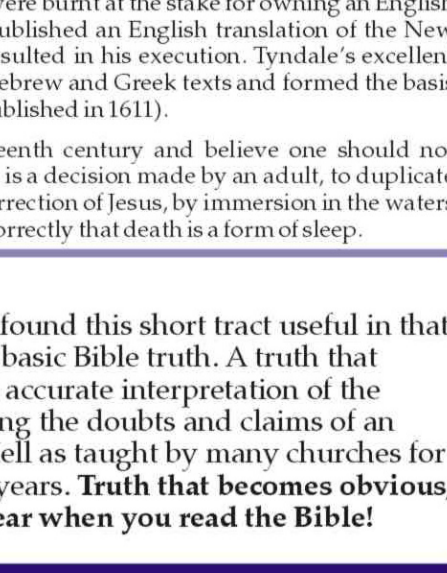 were burnt at the stake for owning an English
ublished an English translation of the New
sulted in his execution. Tyndale's excellen
ebrew and Greek texts and formed the basis
blished in 1611).
eenth century and believe one should no
is a decision made by an adult, to duplicate
rrection of Jesus, by immersion in the waters
orrectly that death is a form of sleep.
found this short tract useful in that
basic Bible truth. A truth that
accurate interpretation of the
ng the doubts and claims of an
ell as taught by many churches for
years. Truth that becomes obvious,
ear when you read the Bible!